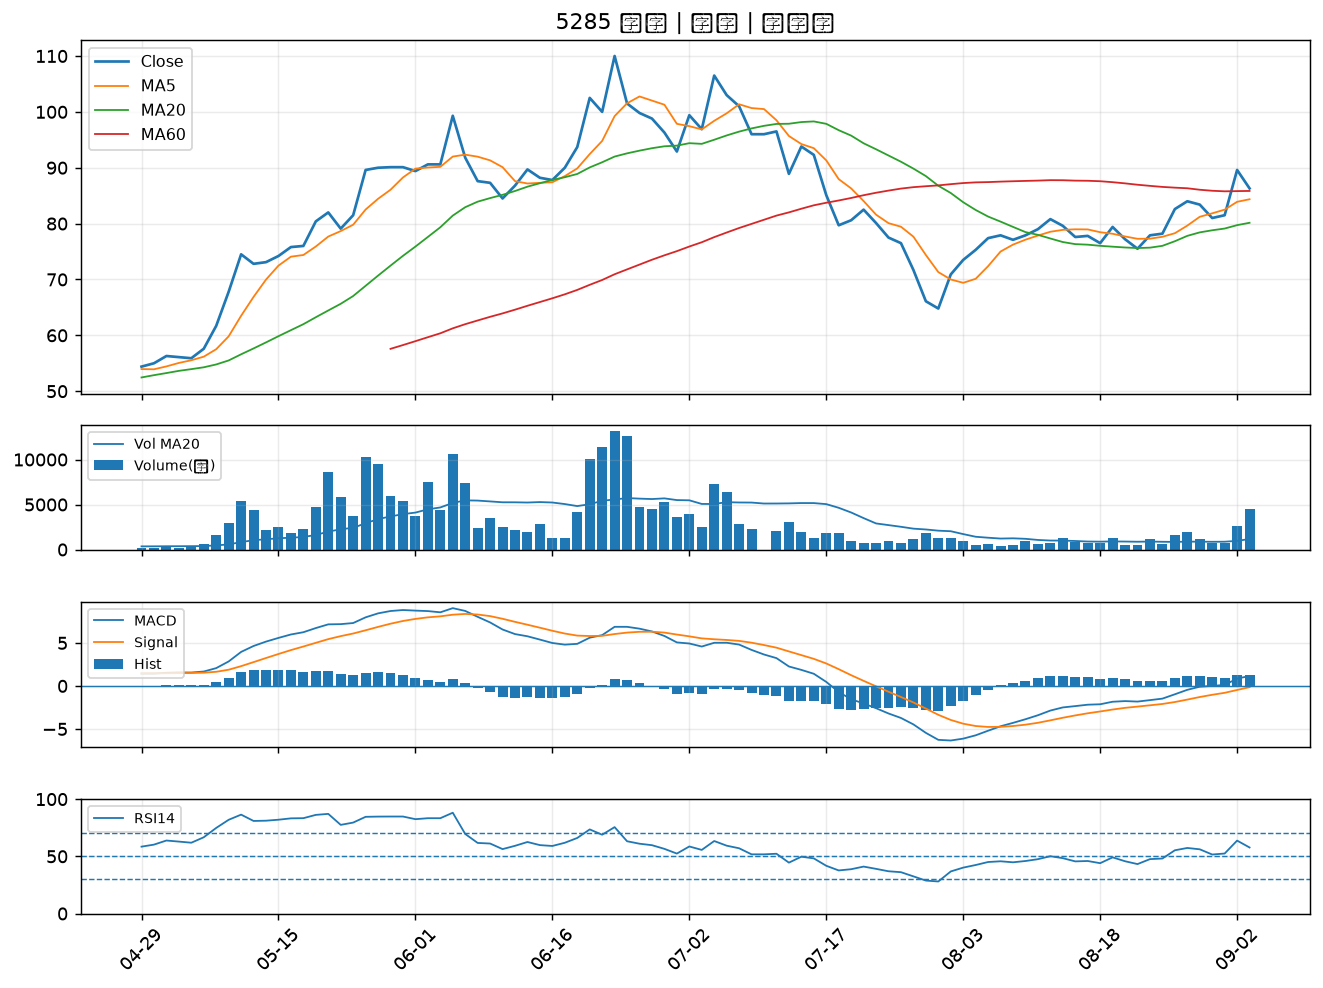 5285 | |
110
100
90
80
70
60
50
Close
MA5
MA20
MA60
10000
5000
0
Vol MA20
Volume( )
5
0
−5
MACD
Signal
Hist
100
50
0
RSI14
04-29 05-15 06-01 06-16 07-02 07-17 08-03 08-18 09-02